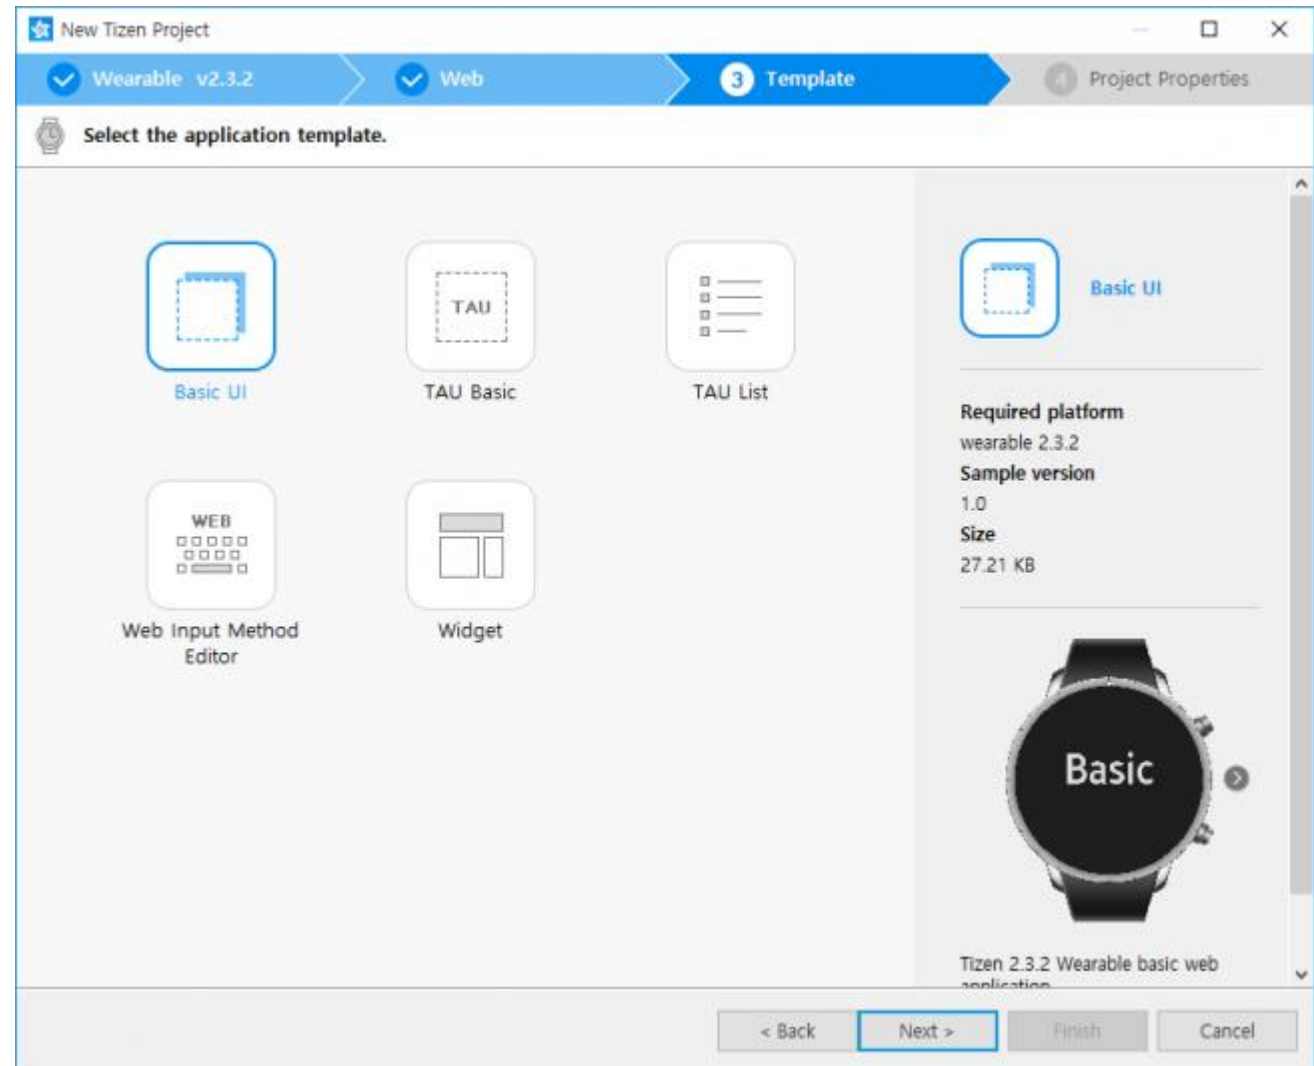 New Tizen Project
Wearable v2.3.2
Web
3 Template
4 Project Properties
Select the application template.
Basic UI
TAU
TAU Basic
TAU List
WEB
Web Input Method
Editor
Widget
Basic UI
Required platform
wearable 2.3.2
Sample version
1.0
Size
27.21 KB
Basic
Tizen 2.3.2 Wearable basic web
application
< Back
Next >
Finish
Cancel